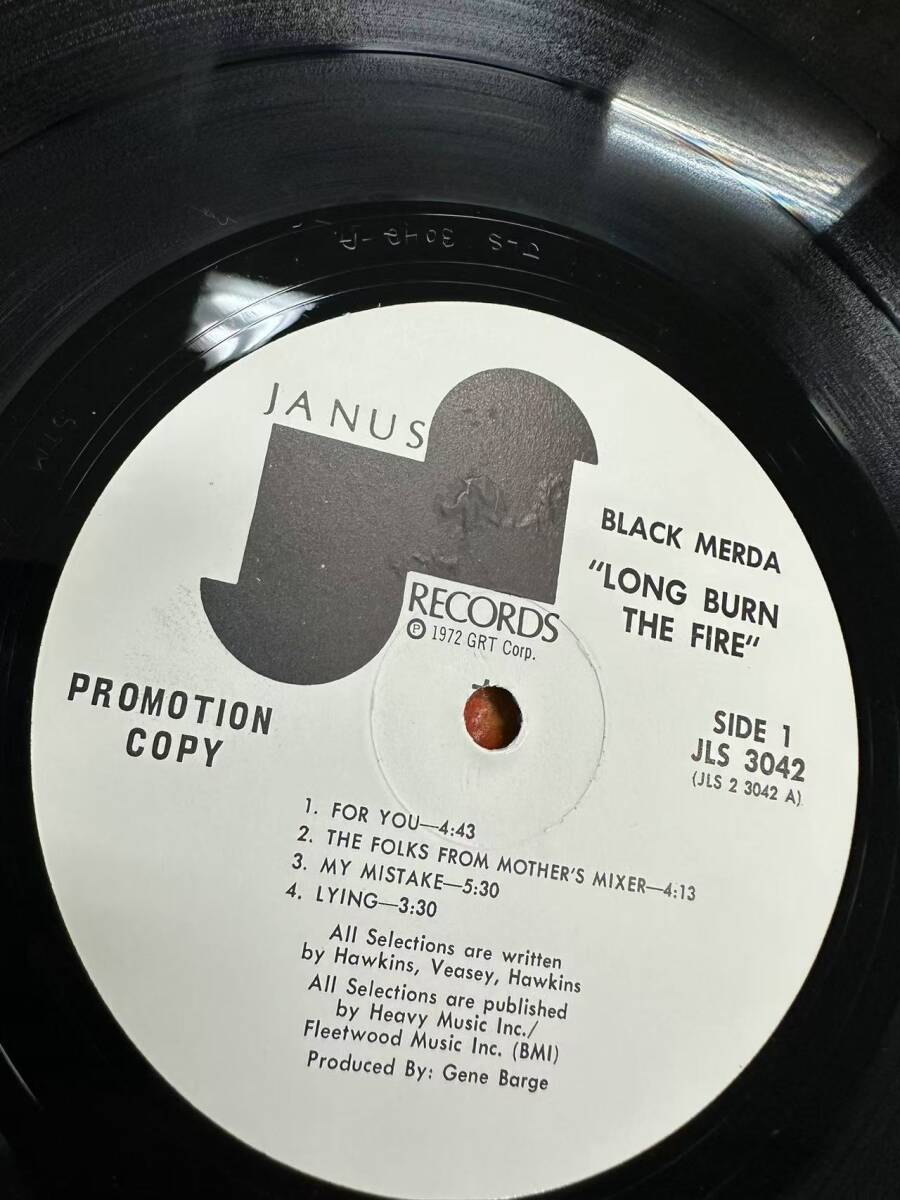 J-S 3042-A
STM
JANUS
RECORDS
Ⓟ 1972 GRT Corp.
BLACK MERDA
"LONG BURN
THE FIRE"
PROMOTION
COPY
SIDE 1
JLS 3042
(JLS 2 3042 A)
1. FOR YOU—4:43
2. THE FOLKS FROM MOTHER'S MIXER—4:13
3. MY MISTAKE—5:30
4. LYING—3:30
All Selections are written
by Hawkins, Veasey, Hawkins
All Selections are published
by Heavy Music Inc./
Fleetwood Music Inc. (BMI)
Produced By: Gene Barge